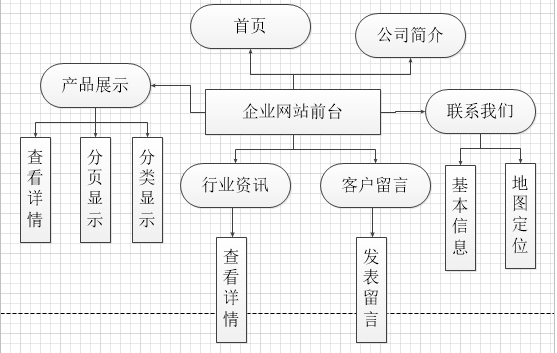 首页
公司简介
产品展示
企业网站前台
联系我们
查看详情
分页显示
分类显示
行业资讯
客户留言
基本信息
地图定位
查看详情
发表留言